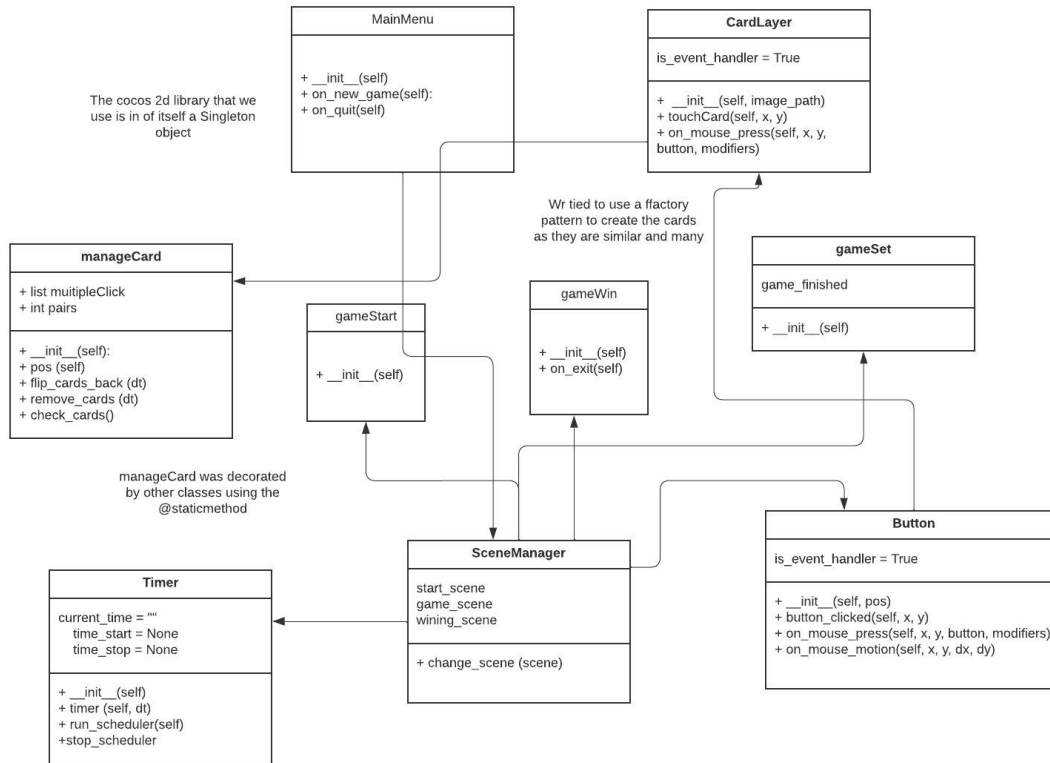 MainMenu
+ __init__(self)
+ on_new_game(self):
+ on_quit(self)
CardLayer
is_event_handler = True
+ __init__(self, image_path)
+ touchCard(self, x, y)
+ on_mouse_press(self, x, y,
button, modifiers)
The cocos 2d library that we
use is in of itself a Singleton
object
Wr tied to use a ffactory
pattern to create the cards
as they are similar and many
manageCard
+ list muitipleClick
+ int pairs
+ __init__(self):
+ pos (self)
+ flip_cards_back (dt)
+ remove_cards (dt)
+ check_cards()
gameStart
+ __init__(self)
gameWin
+ __init__(self)
+ on_exit(self)
gameSet
game_finished
+ __init__(self)
manageCard was decorated
by other classes using the
@staticmethod
SceneManager
start_scene
game_scene
wining_scene
+ change_scene (scene)
Button
is_event_handler = True
+ __init__(self, pos)
+ button_clicked(self, x, y)
+ on_mouse_press(self, x, y, button, modifiers)
+ on_mouse_motion(self, x, y, dx, dy)
Timer
current_time = ""
time_start = None
time_stop = None
+ __init__(self)
+ timer (self, dt)
+ run_scheduler(self)
+stop_scheduler